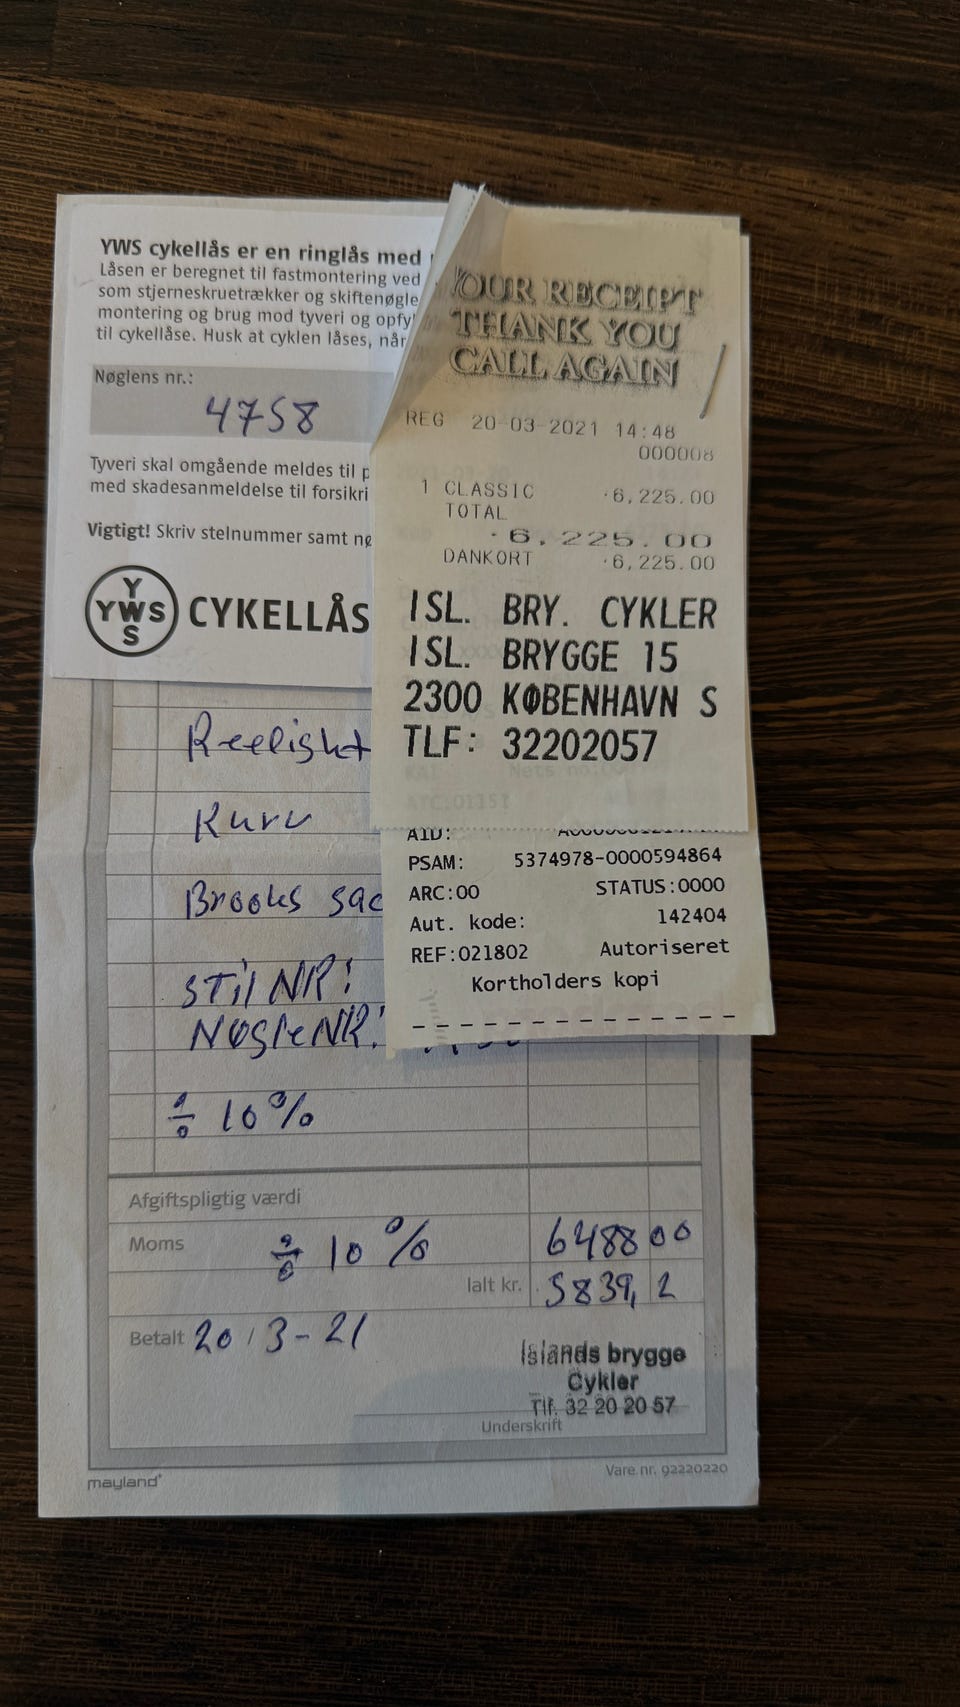 YWS cykellås er en ringlås med
Låsen er beregnet til fastmontering ved
som stjerneskruetrækker og skiftenøgle
montering og brug mod tyveri og opfy
til cykellåse. Husk at cyklen låses, når
Nøglens nr.:
4758
Tyveri skal omgående meldes til p
med skadesanmeldelse til forsikri
Vigtigt! Skriv stelnummer samt nø
Y
YWS
S
CYKELLÅS
YOUR RECEIPT
THANK YOU
CALL AGAIN
REG 20-03-2021 14:48
000008
1 CLASSIC ·6,225.00
TOTAL
·6,225.00
DANKORT ·6,225.00
ISL. BRY. CYKLER
ISL. BRYGGE 15
2300 KØBENHAVN S
TLF: 32202057
AID:
PSAM: 5374978-0000594864
ARC:00 STATUS:0000
Aut. kode: 142404
REF:021802 Autoriseret
Kortholders kopi
Reelight
Kurv
Brooks sad
STil NR!
NøgleNR!
÷ 10%
Afgiftspligtig værdi
Moms ÷ 10% 6488 00
Ialt kr. 5839, 2
Betalt 20/3-21
Islands brygge
Cykler
Tlf. 32 20 20 57
Underskrift
mayland
Vare nr. 92220220